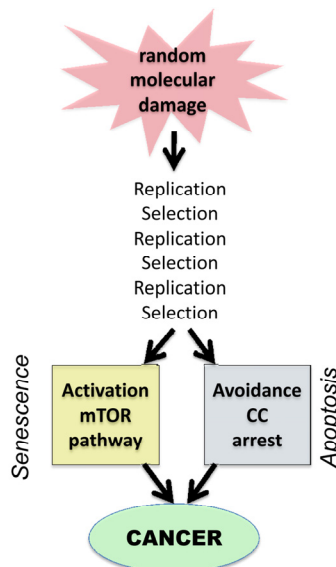 random
molecular
damage
Replication
Selection
Replication
Selection
Replication
Selection
Senescence
Activation
mTOR
pathway
Avoidance
CC
arrest
Apoptosis
CANCER